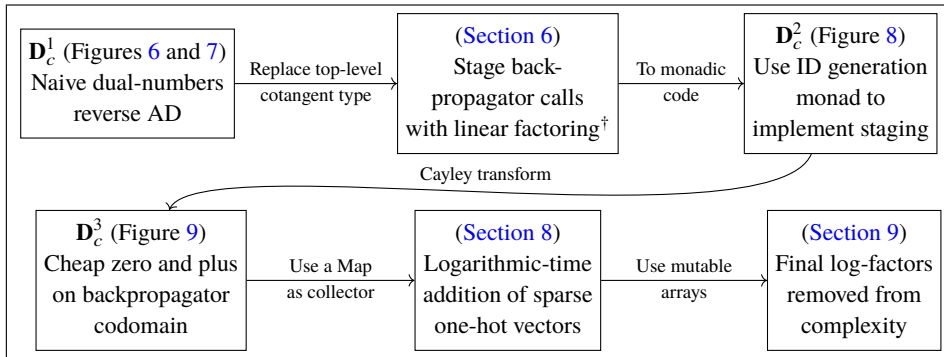 D¹_c (Figures 6 and 7)
Naive dual-numbers
reverse AD
Replace top-level
cotangent type
(Section 6)
Stage back-
propagator calls
with linear factoring†
To monadic
code
D²_c (Figure 8)
Use ID generation
monad to
implement staging
Cayley transform
D³_c (Figure 9)
Cheap zero and plus
on backpropagator
codomain
Use a Map
as collector
(Section 8)
Logarithmic-time
addition of sparse
one-hot vectors
Use mutable
arrays
(Section 9)
Final log-factors
removed from
complexity